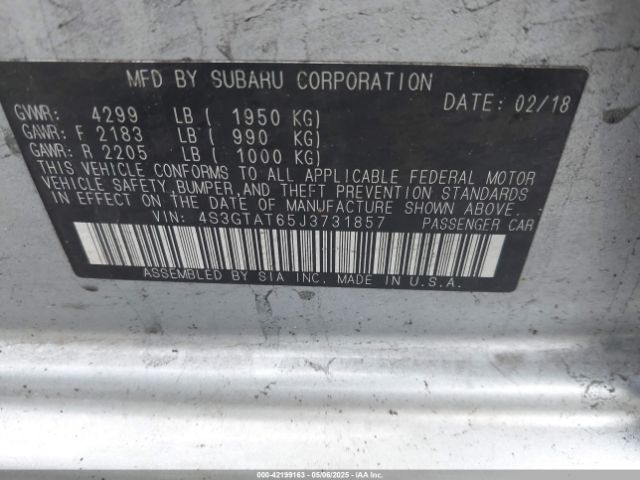 MFD BY SUBARU CORPORATION
DATE: 02/18
GVWR: 4299 LB ( 1950 KG)
GAWR: F 2183 LB ( 990 KG)
GAWR: R 2205 LB ( 1000 KG)
THIS VEHICLE CONFORMS TO ALL APPLICABLE FEDERAL MOTOR
VEHICLE SAFETY, BUMPER, AND THEFT PREVENTION STANDARDS
IN EFFECT ON THE DATE OF MANUFACTURE SHOWN ABOVE.
VIN: 4S3GTAT65J3731857 PASSENGER CAR
ASSEMBLED BY SIA INC. MADE IN U.S.A.
000-42199163 - 05/06/2025 - IAAI.COM